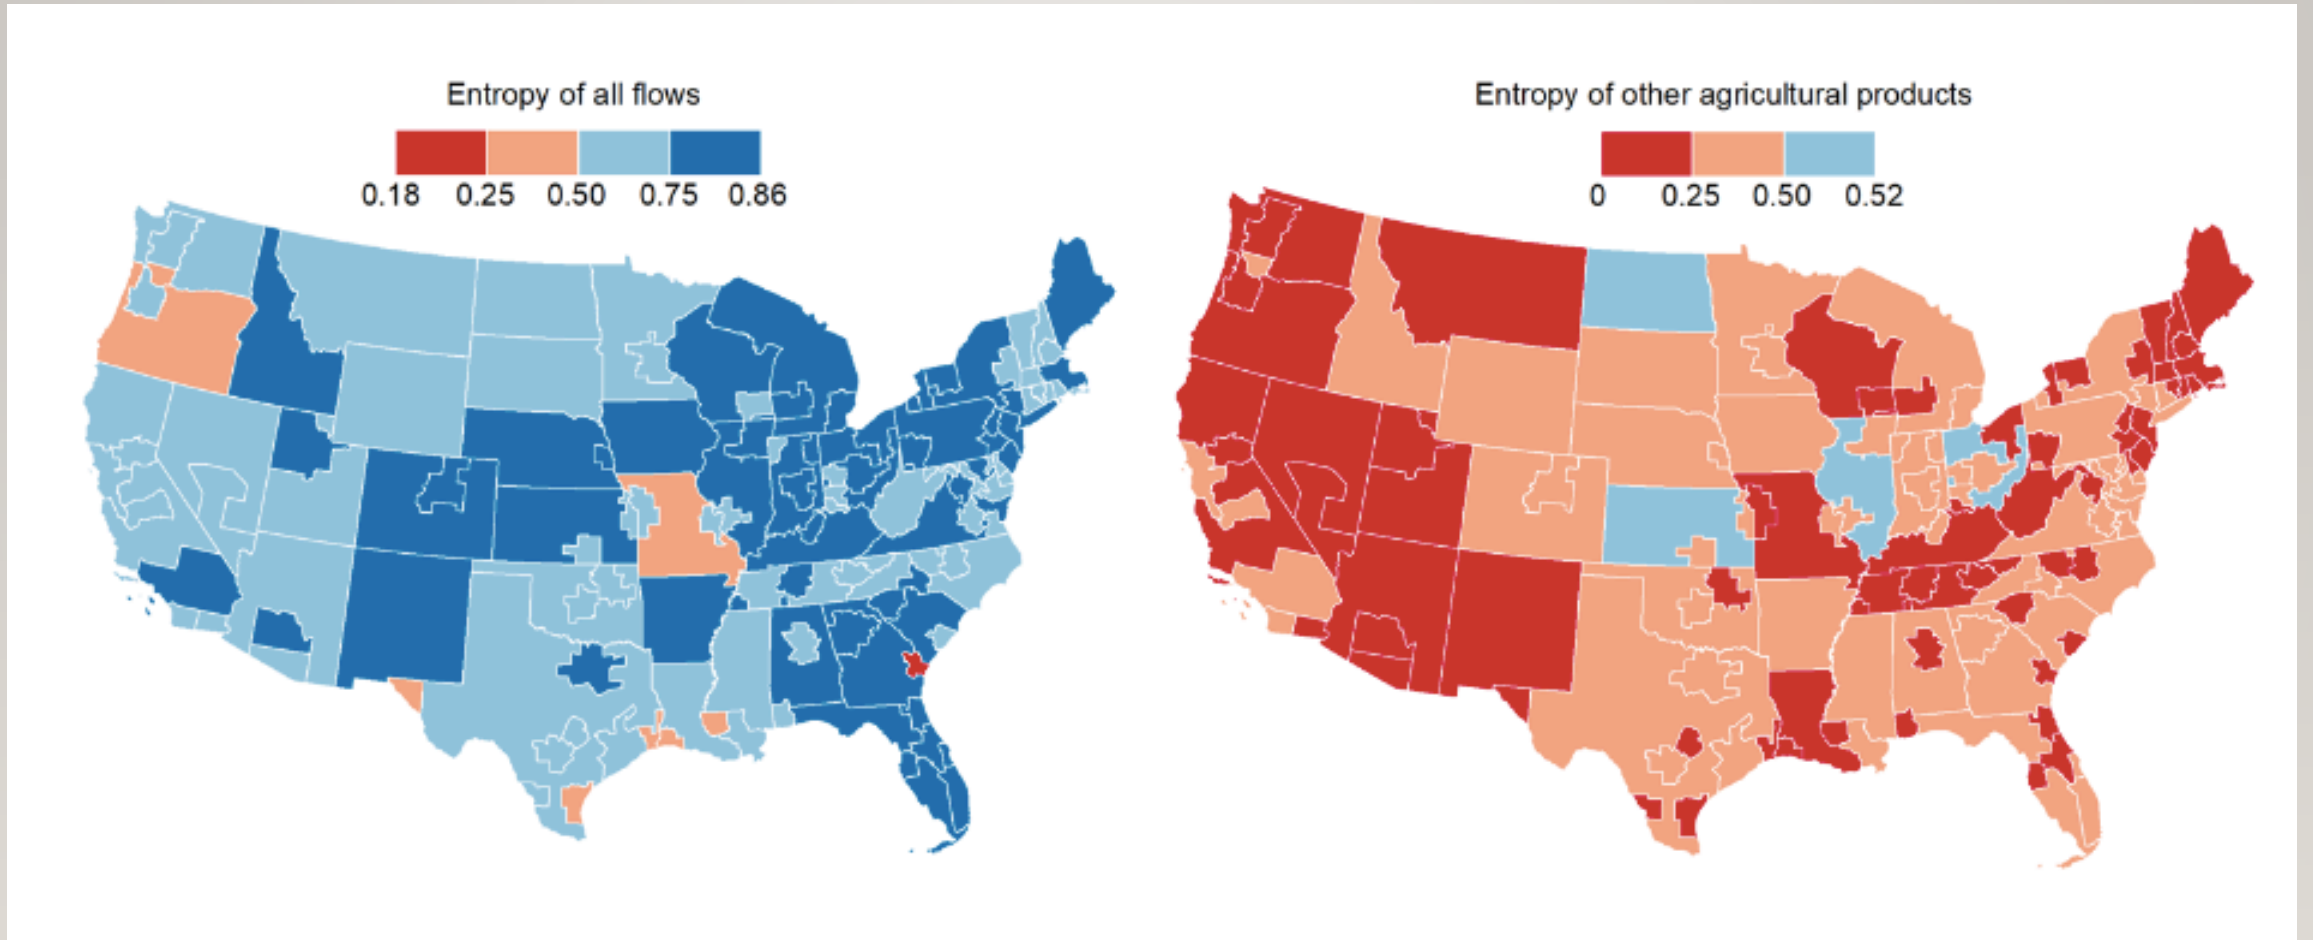 Entropy of all flows
0.18 0.25 0.50 0.75 0.86
Entropy of other agricultural products
0 0.25 0.50 0.52